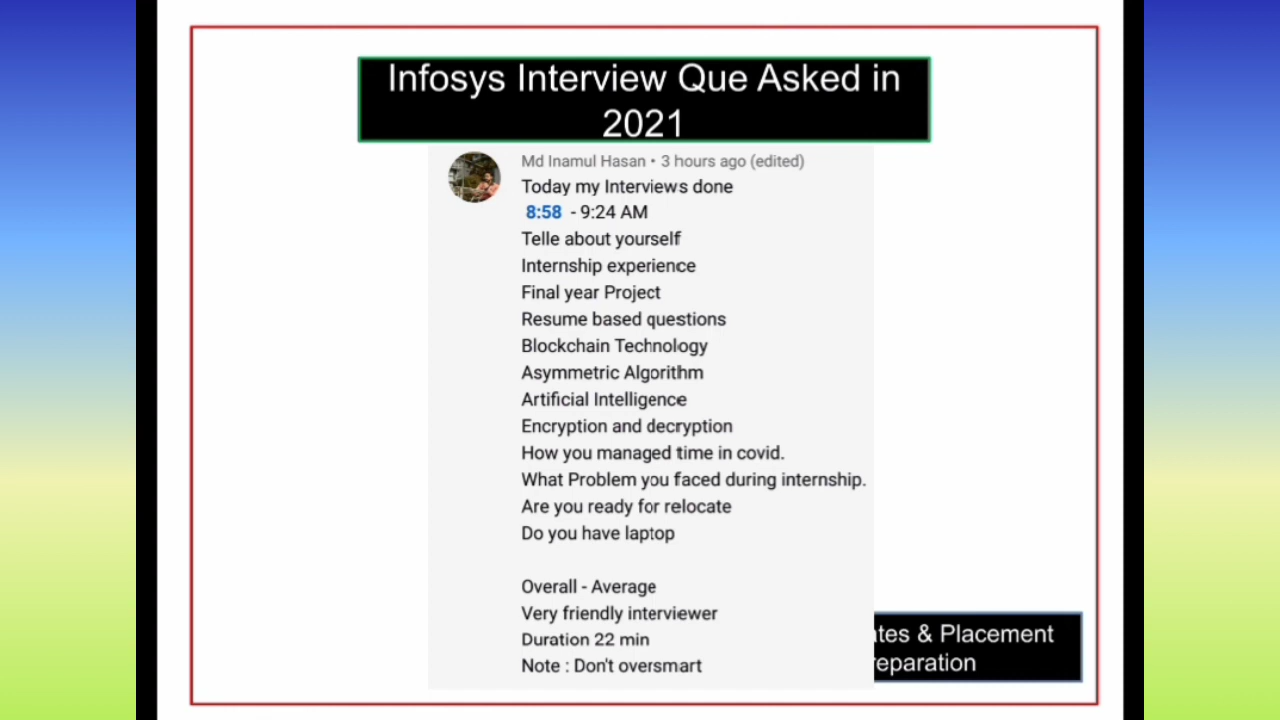 Infosys Interview Que Asked in
2021
Md Inamul Hasan • 3 hours ago (edited)
Today my Interviews done
8:58 - 9:24 AM
Telle about yourself
Internship experience
Final year Project
Resume based questions
Blockchain Technology
Asymmetric Algorithm
Artificial Intelligence
Encryption and decryption
How you managed time in covid.
What Problem you faced during internship.
Are you ready for relocate
Do you have laptop
Overall - Average
Very friendly interviewer
Duration 22 min
Note : Don't oversmart
& Placement